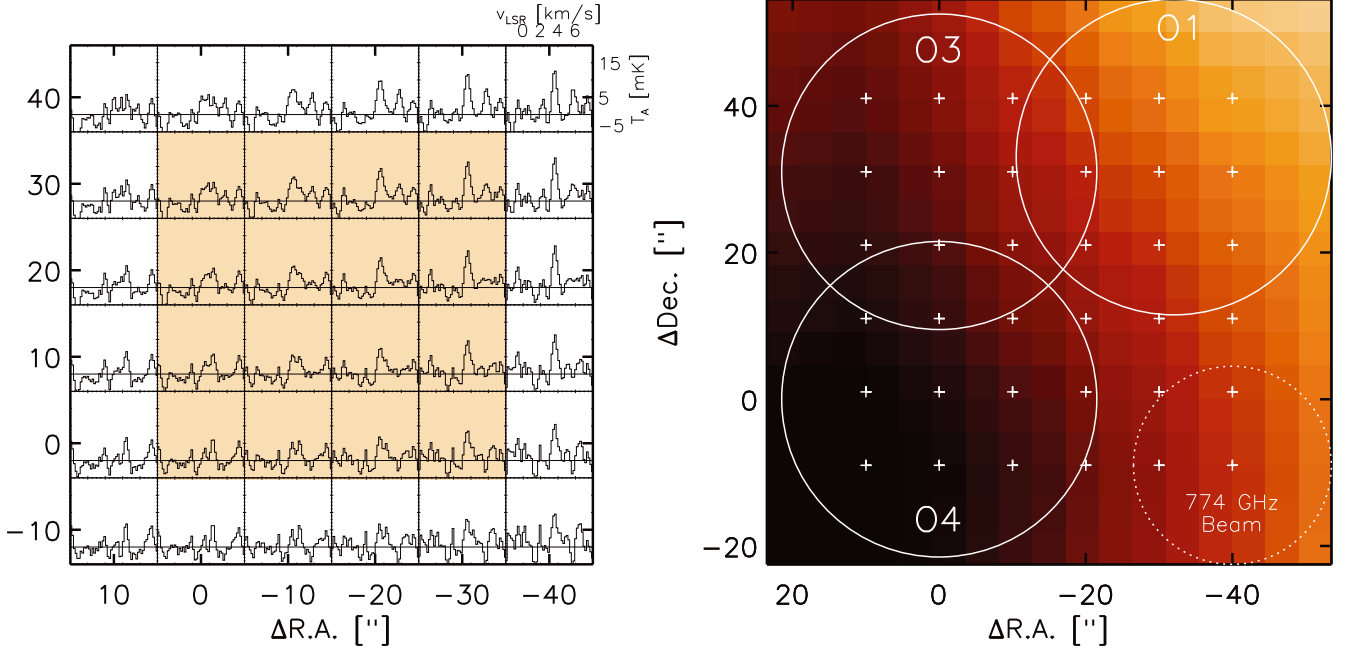 v_LSR [km/s]
0 2 4 6
15
5
−5
T_A [mK]
40
30
20
10
0
−10
10 0 −10 −20 −30 −40
ΔR.A. ["]
O3
O1
O4
774 GHz
Beam
40
20
0
−20
ΔDec. ["]
20 0 −20 −40
ΔR.A. ["]